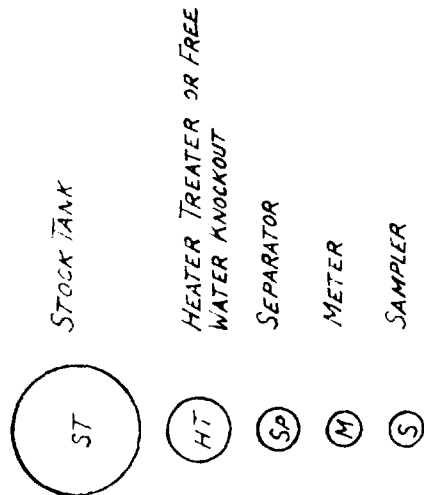 ST STOCK TANK
HT HEATER TREATER OR FREE
WATER KNOCKOUT
SP SEPARATOR
M METER
S SAMPLER